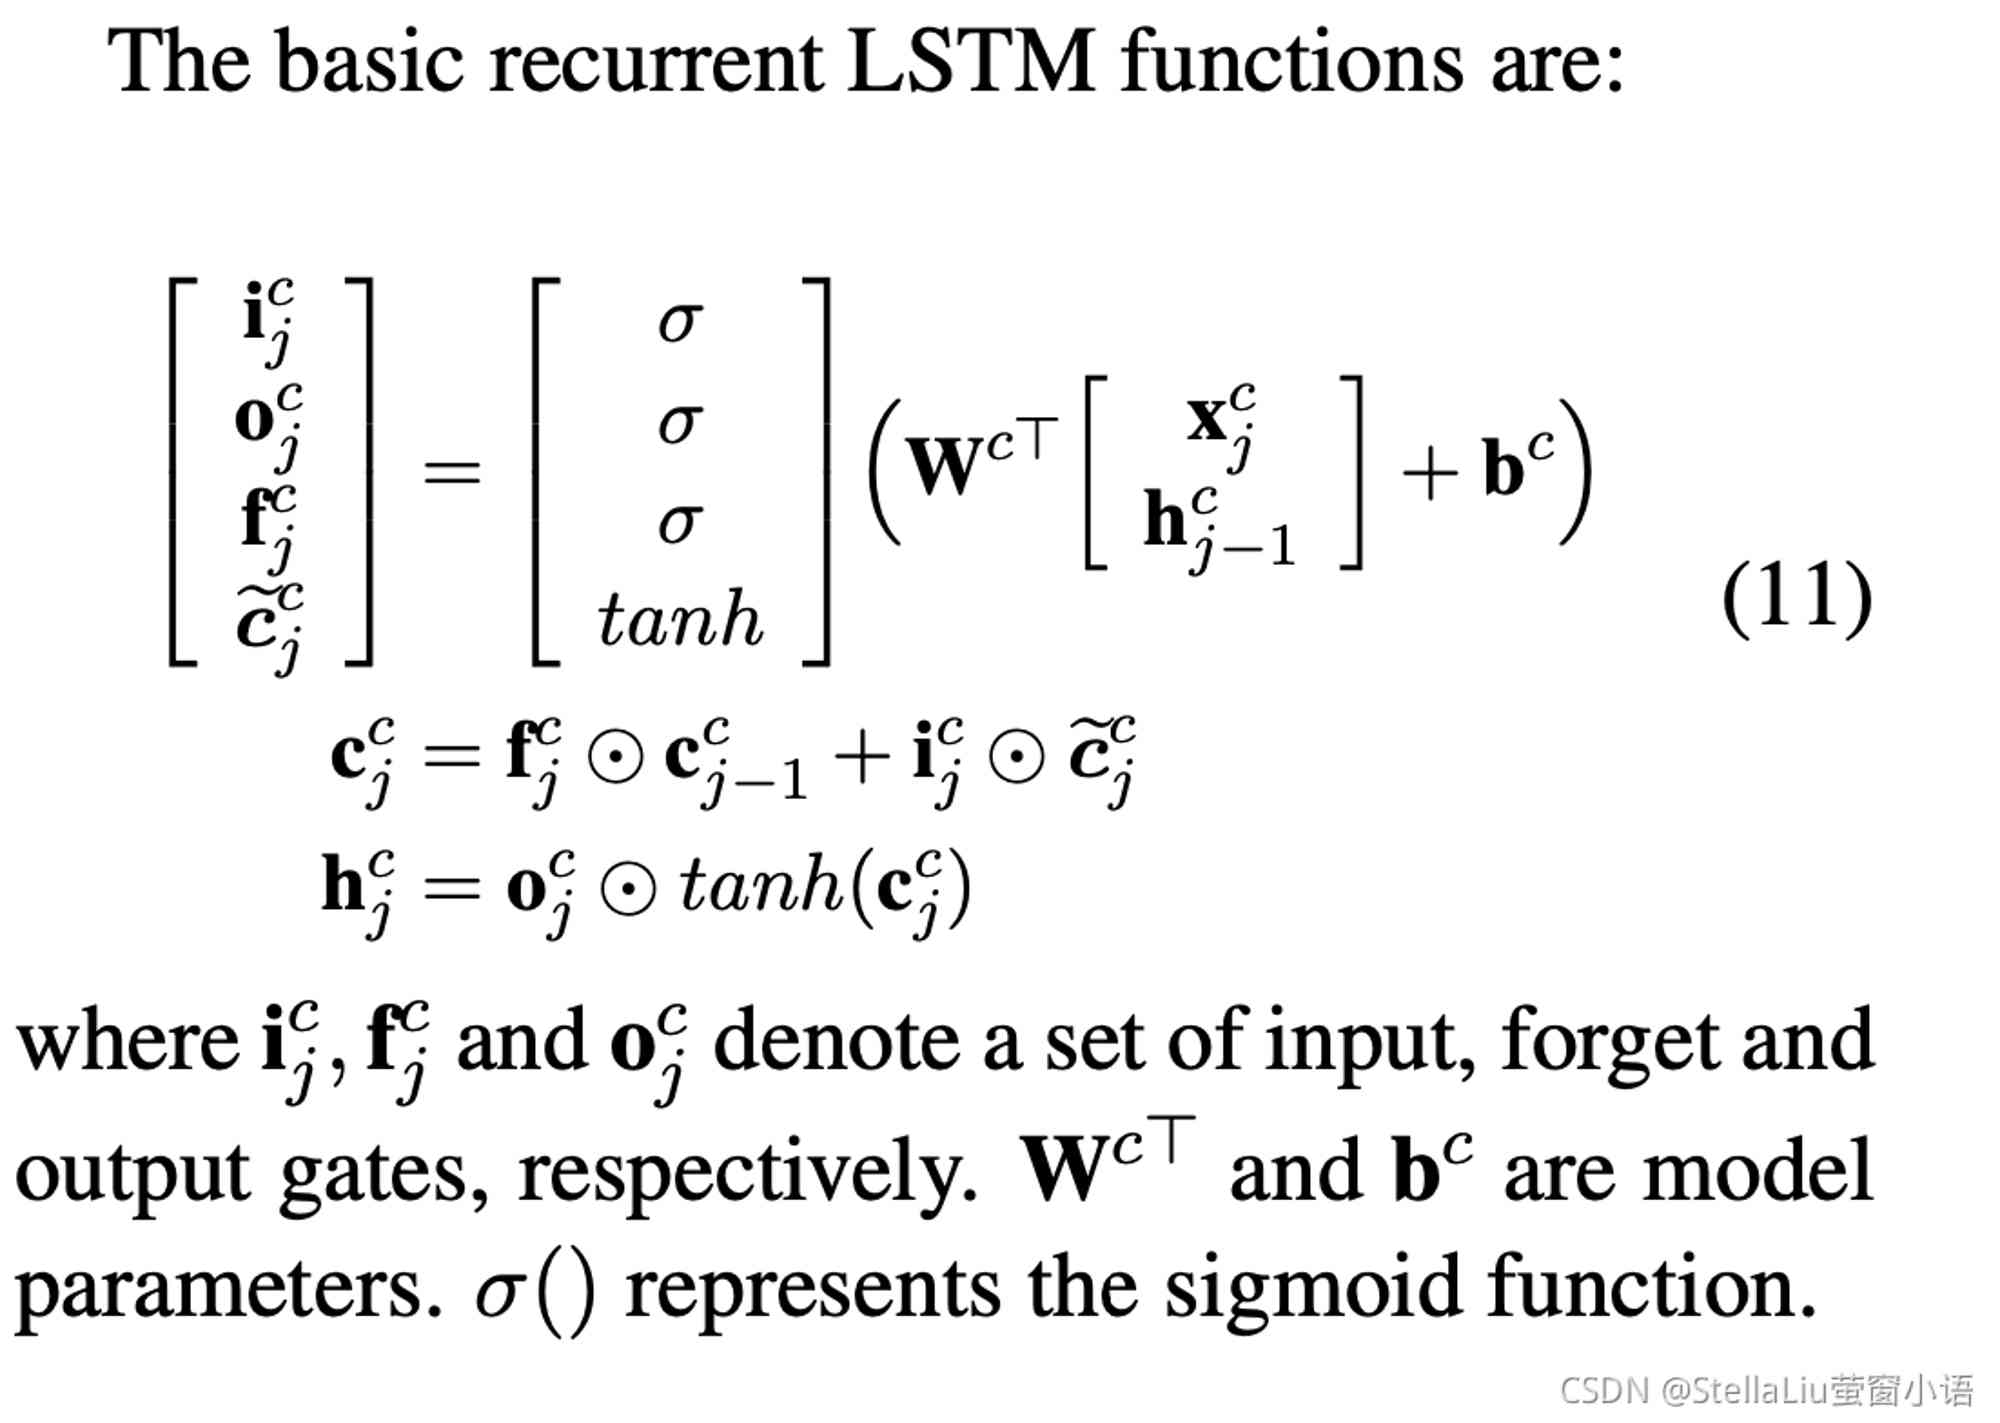 The basic recurrent LSTM functions are:
$$\begin{bmatrix} \mathbf{i}_j^c \\ \mathbf{o}_j^c \\ \mathbf{f}_j^c \\ \widetilde{\boldsymbol{c}}_j^c \end{bmatrix} = \begin{bmatrix} \sigma \\ \sigma \\ \sigma \\ tanh \end{bmatrix} \left( \mathbf{W}^{c\top} \begin{bmatrix} \mathbf{x}_j^c \\ \mathbf{h}_{j-1}^c \end{bmatrix} + \mathbf{b}^c \right)$$
(11)
$$\mathbf{c}_j^c = \mathbf{f}_j^c \odot \mathbf{c}_{j-1}^c + \mathbf{i}_j^c \odot \widetilde{\boldsymbol{c}}_j^c$$
$$\mathbf{h}_j^c = \mathbf{o}_j^c \odot tanh(\mathbf{c}_j^c)$$
where $\mathbf{i}_j^c, \mathbf{f}_j^c$ and $\mathbf{o}_j^c$ denote a set of input, forget and
output gates, respectively. $\mathbf{W}^{c\top}$ and $\mathbf{b}^c$ are model
parameters. $\sigma()$ represents the sigmoid function.
CSDN @StellaLiu萤窗小语